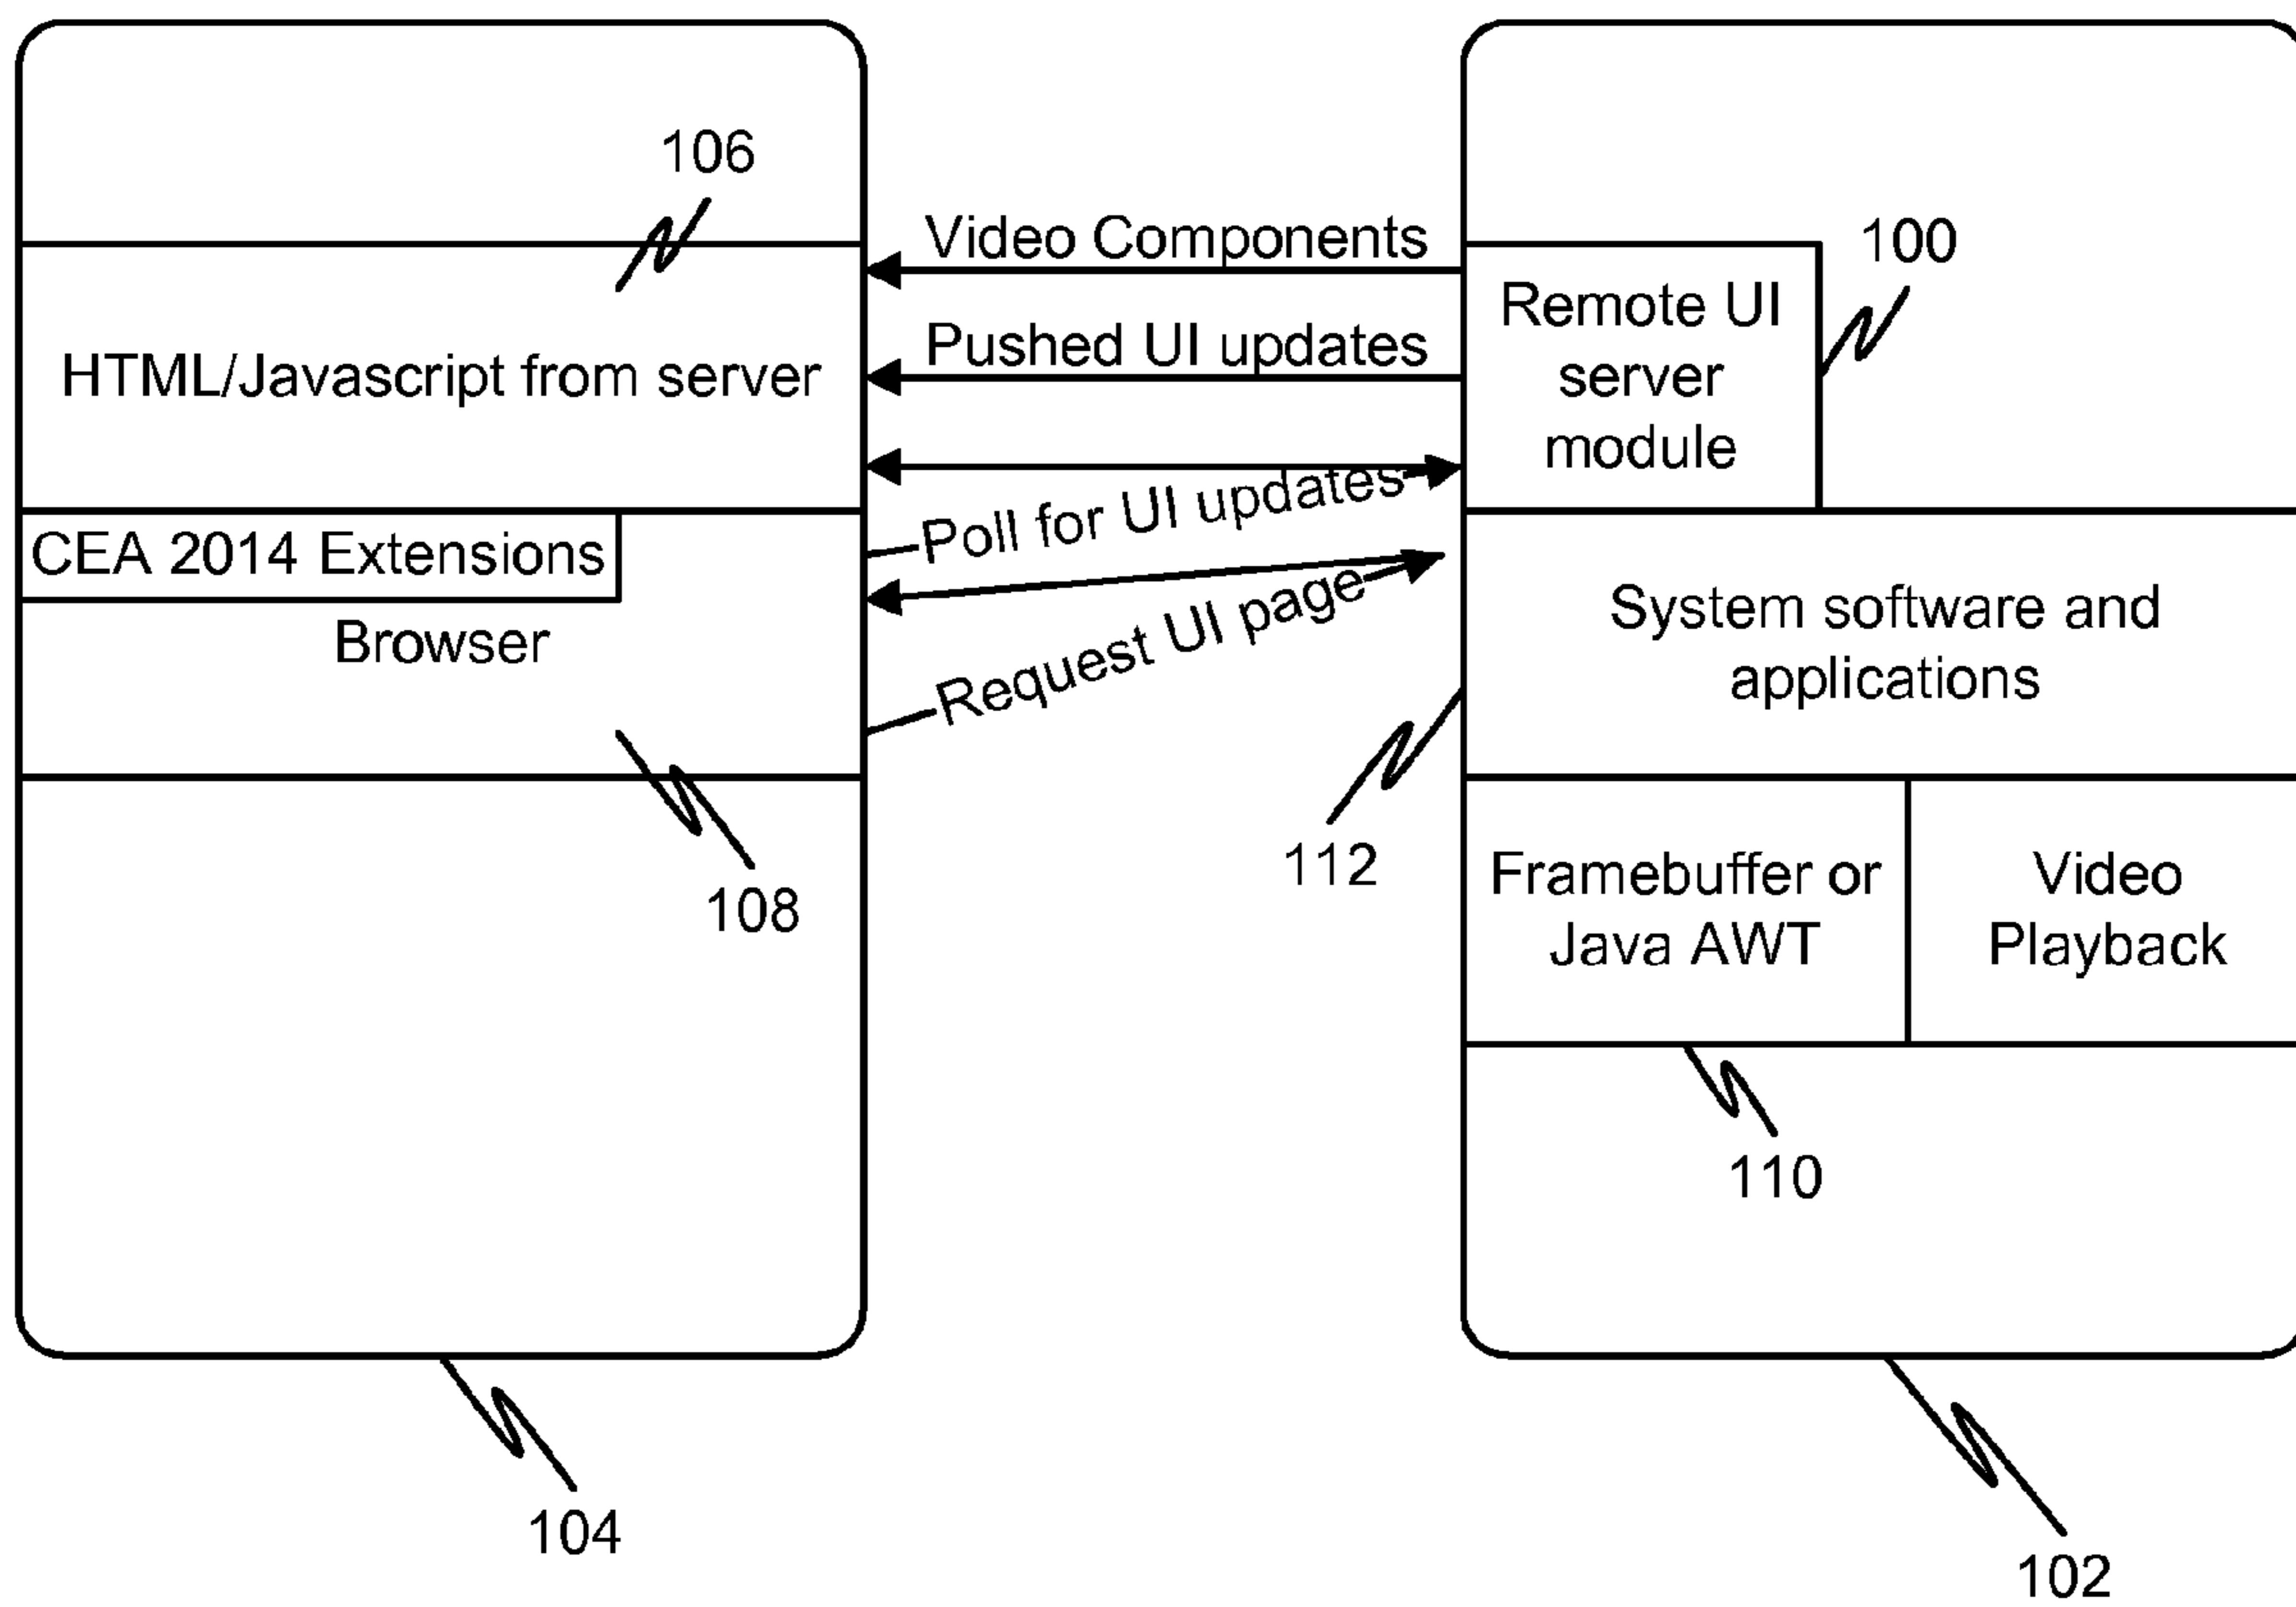 106
Video Components
100
Remote UI
server
module
HTML/Javascript from server
Pushed UI updates
Poll for UI updates
CEA 2014 Extensions
Browser
Request UI page
System software and
applications
112
Framebuffer or
Java AWT
Video
Playback
108
110
104
102